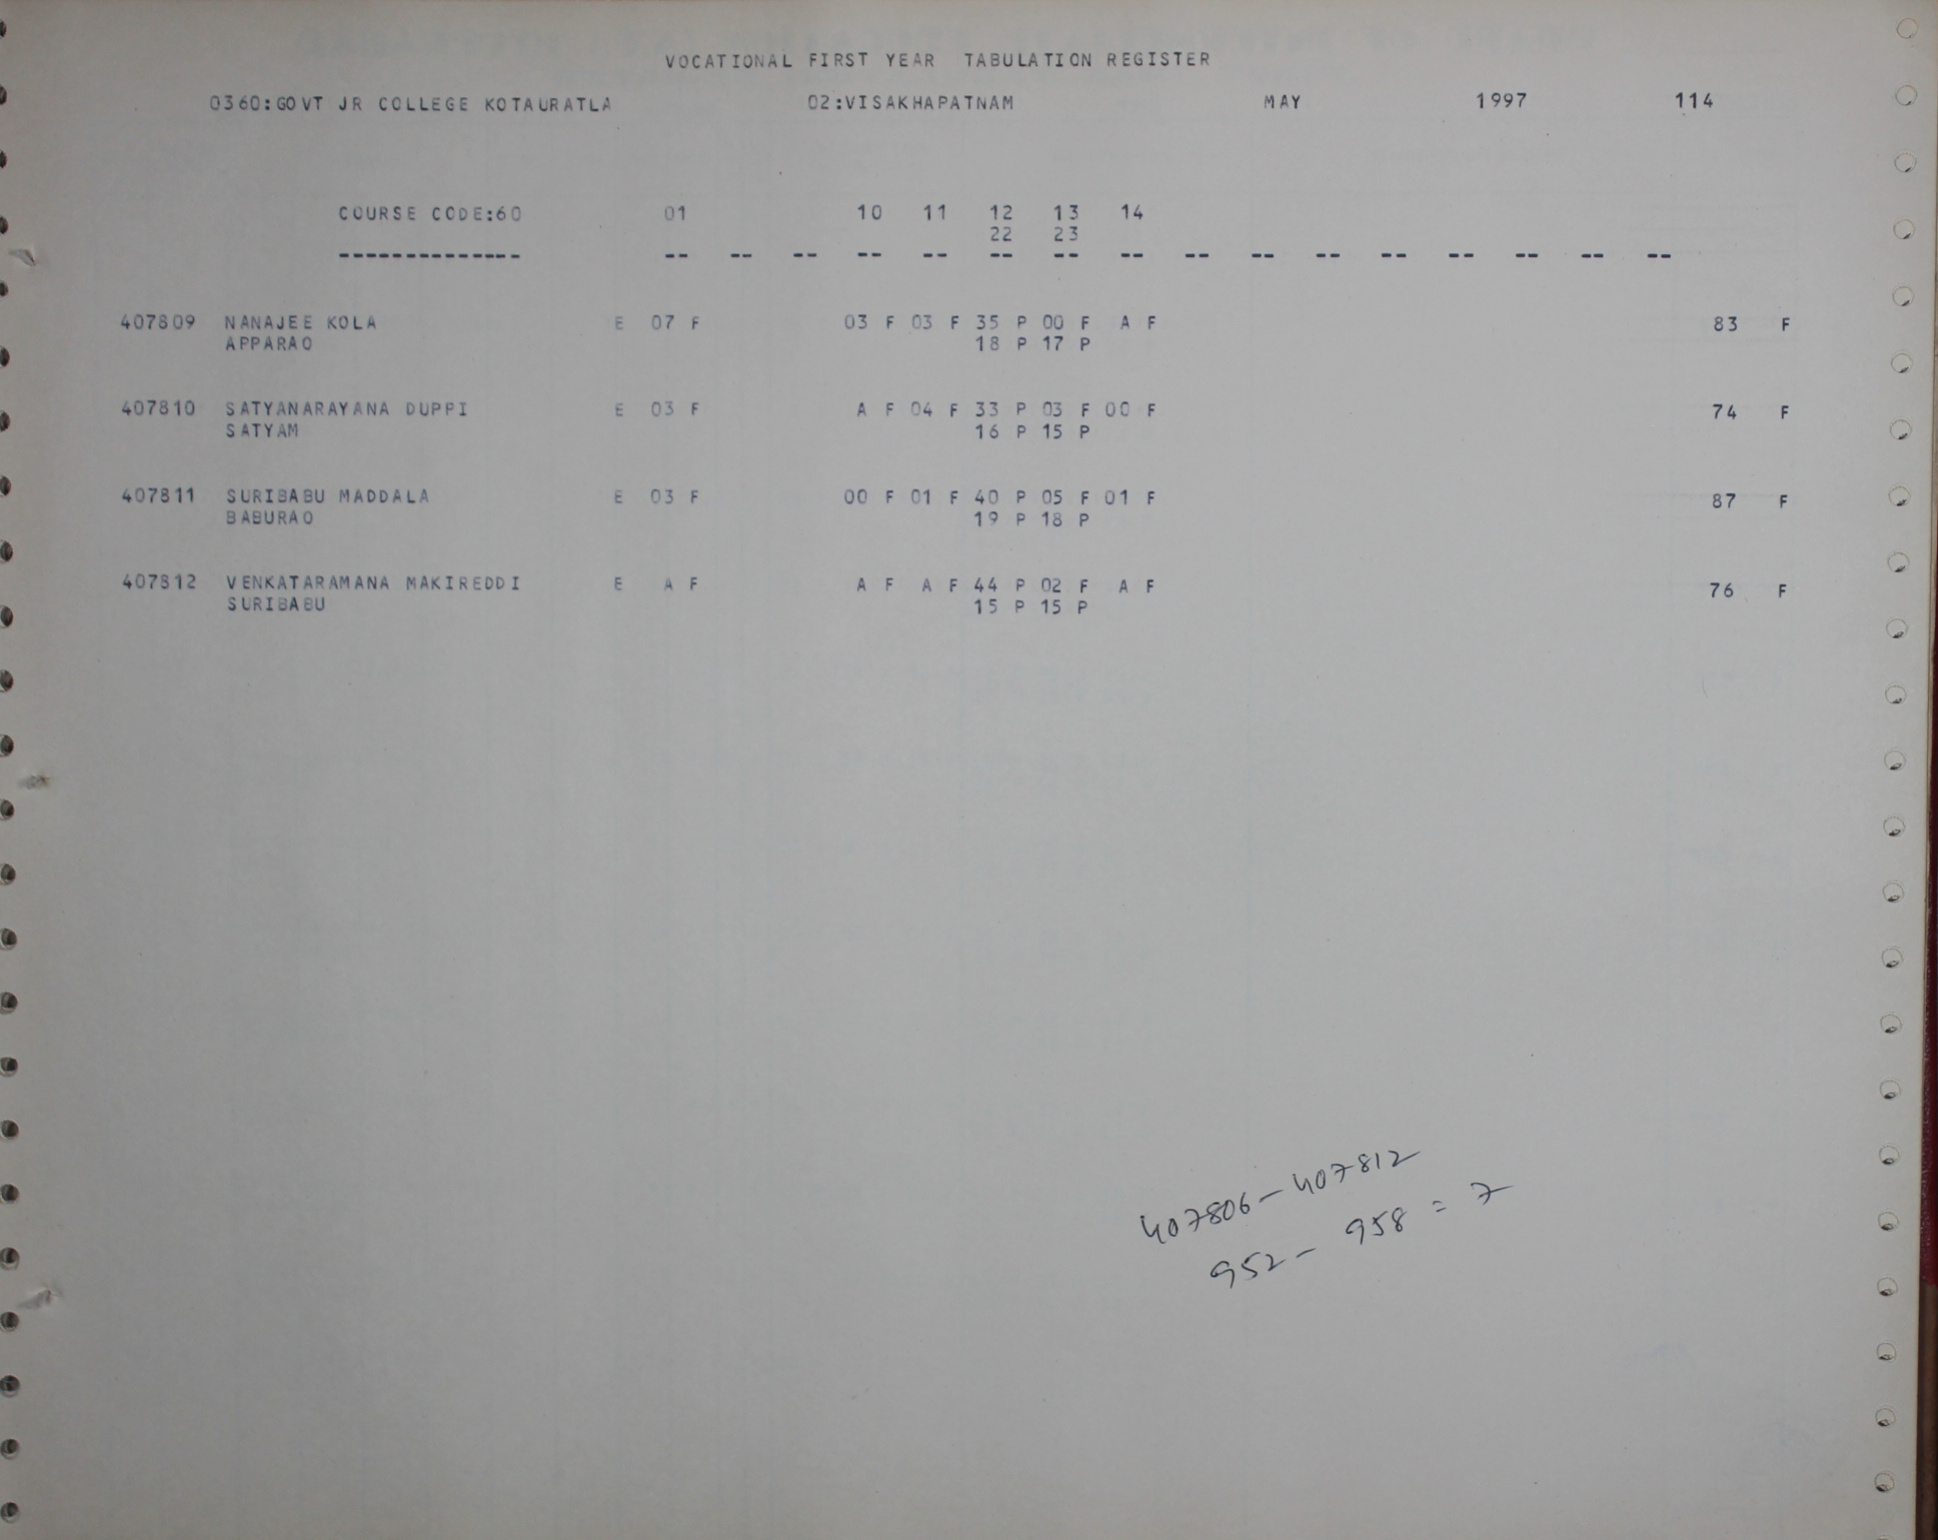 VOCATIONAL FIRST YEAR TABULATION REGISTER
0360:GOVT JR COLLEGE KOTAURATLA 02:VISAKHAPATNAM MAY 1997 114
COURSE CODE:60 01 10 11 12 13 14
22 23
-------------- -- -- -- -- -- -- -- -- -- -- -- -- -- -- -- --
407809 NANAJEE KOLA E 07 F 03 F 03 F 35 P 00 F A F 83 F
APPARAO 18 P 17 P
407810 SATYANARAYANA DUPPI E 03 F A F 04 F 33 P 03 F 00 F 74 F
SATYAM 16 P 15 P
407811 SURIBABU MADDALA E 03 F 00 F 01 F 40 P 05 F 01 F 87 F
BABURAO 19 P 18 P
407812 VENKATARAMANA MAKIREDDI E A F A F A F 44 P 02 F A F 76 F
SURIBABU 15 P 15 P
407806 - 407812
952 - 958 = 7